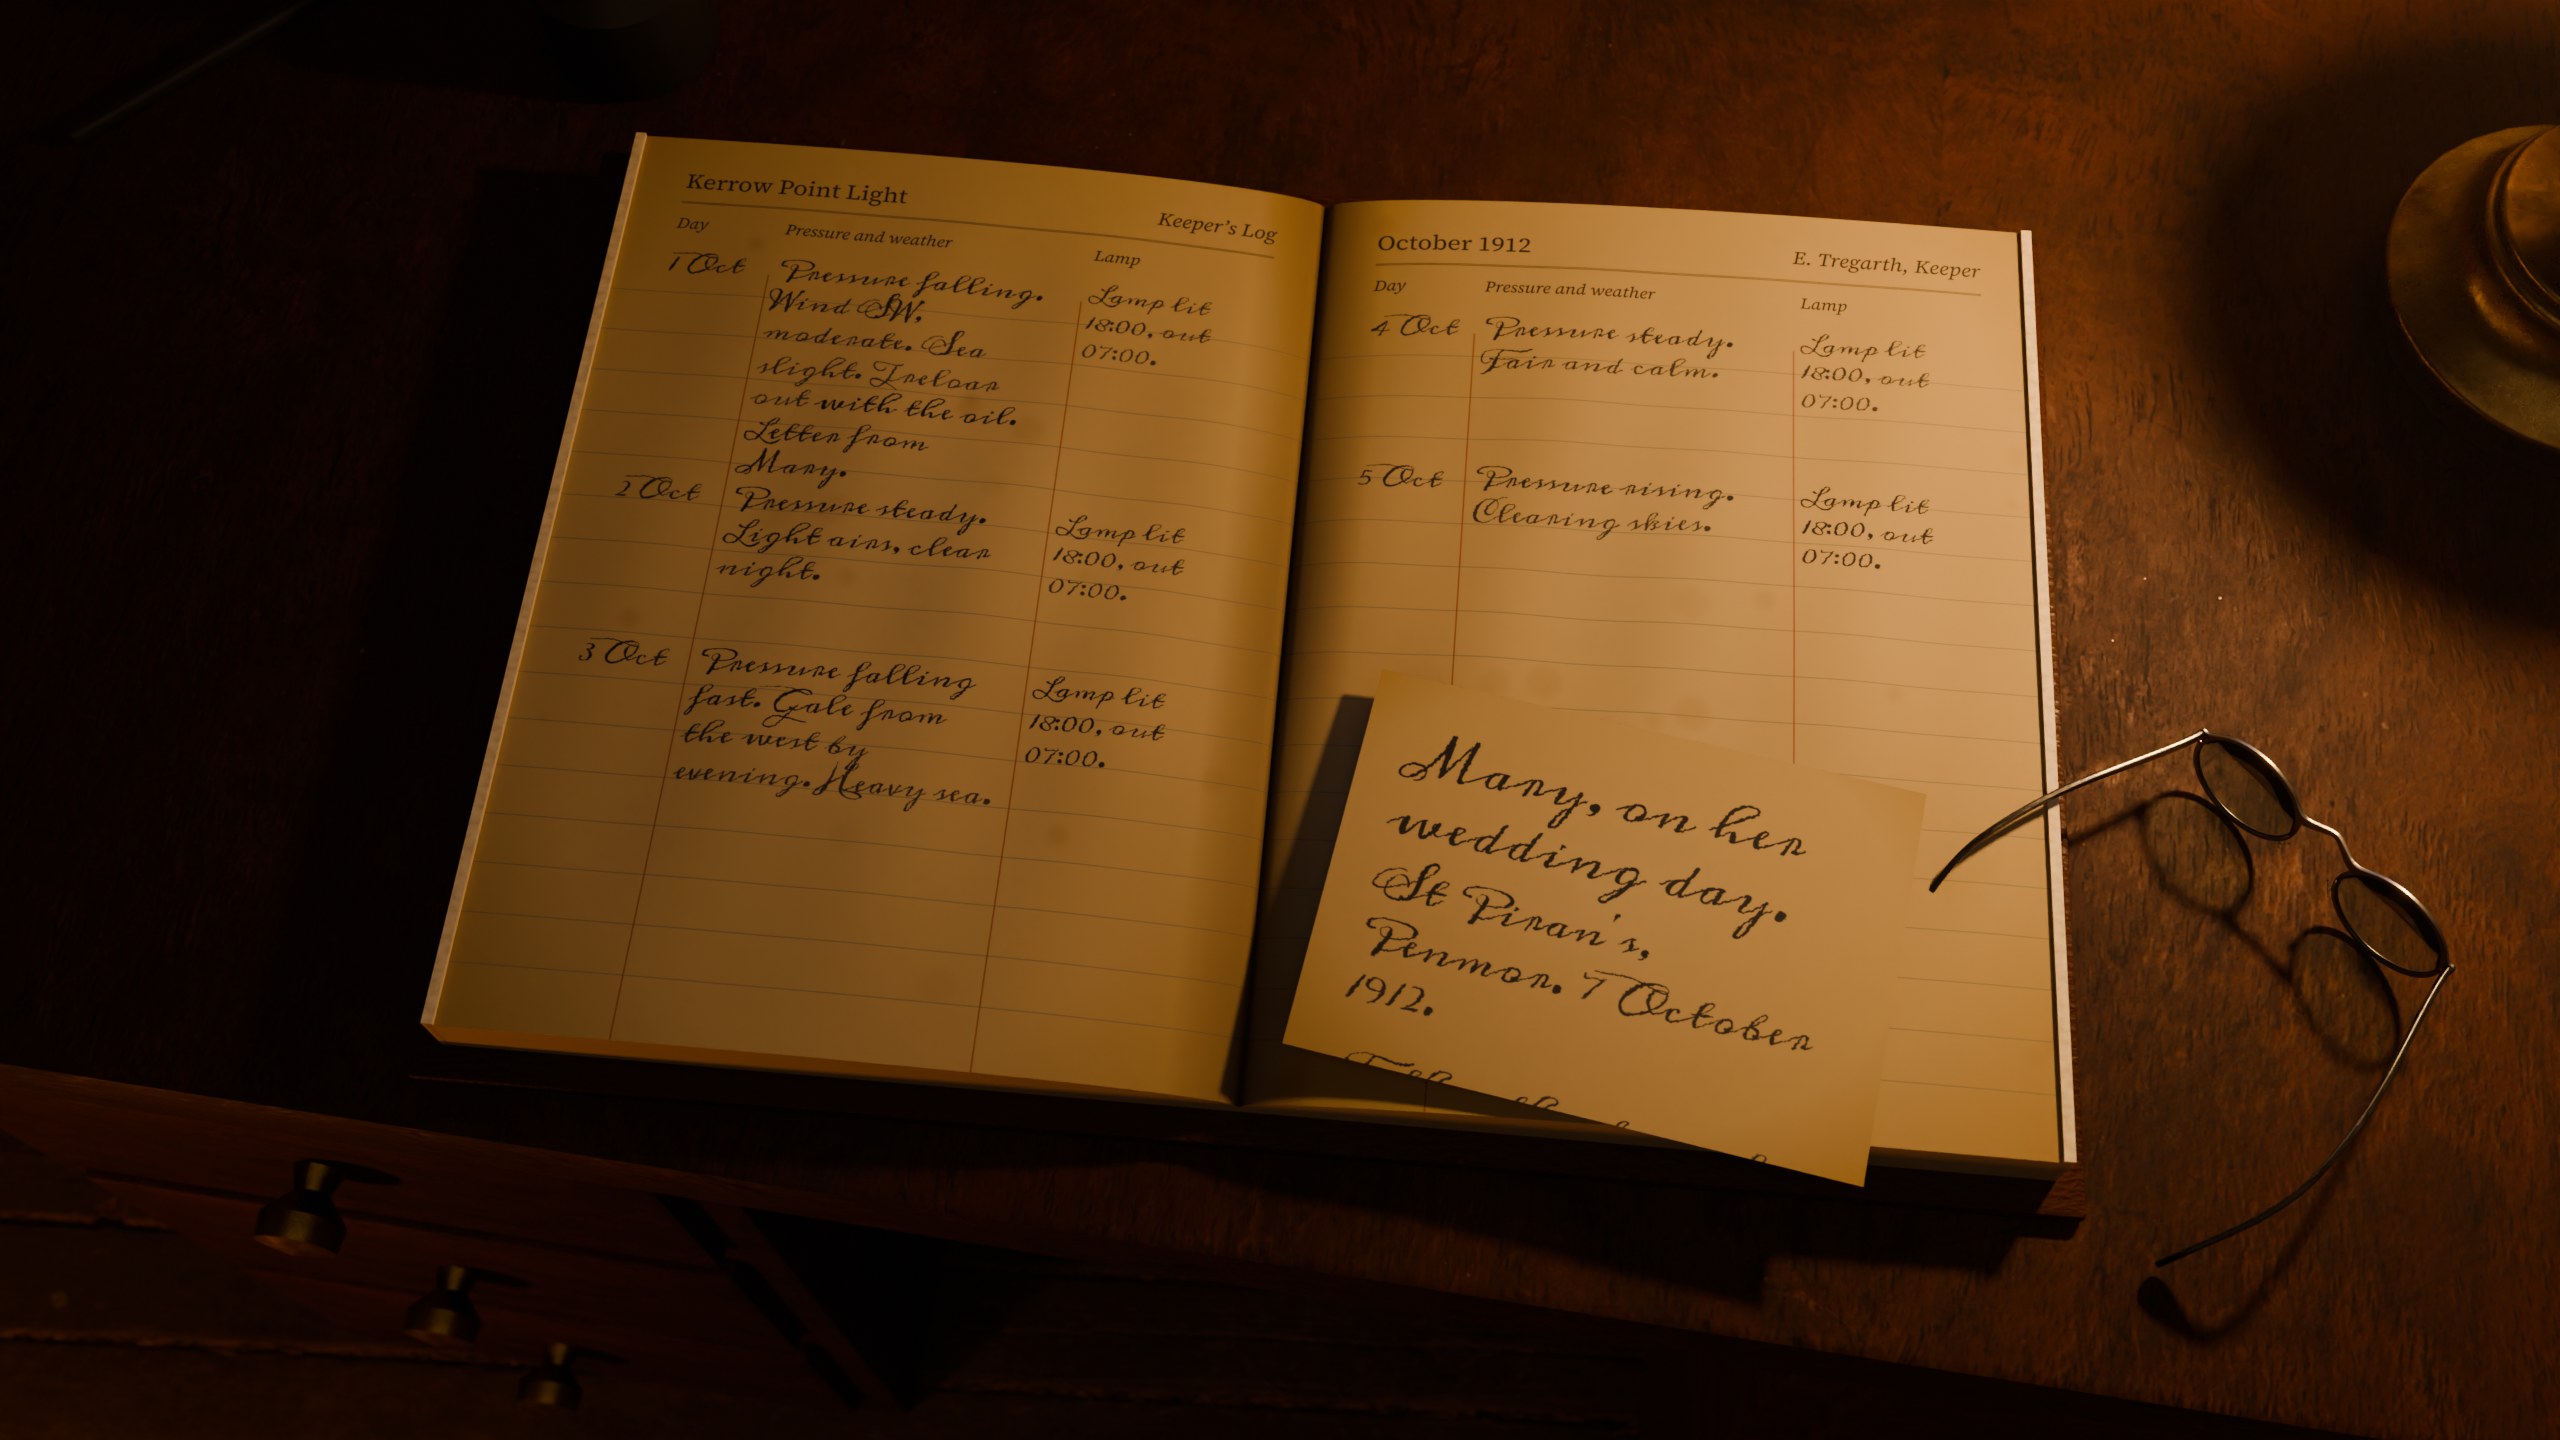 Kerrow Point Light
Keeper's Log
Day
Pressure and weather
Lamp
1 Oct
Pressure falling.
Wind SW,
moderate. Sea
slight. Treloar
out with the oil.
Letter from
Mary.
Lamp lit
18:00, out
07:00.
2 Oct
Pressure steady.
Light airs, clear
night.
Lamp lit
18:00, out
07:00.
3 Oct
Pressure falling
fast. Gale from
the west by
evening. Heavy sea.
Lamp lit
18:00, out
07:00.
October 1912
E. Tregarth, Keeper
Day
Pressure and weather
Lamp
4 Oct
Pressure steady.
Fair and calm.
Lamp lit
18:00, out
07:00.
5 Oct
Pressure rising.
Clearing skies.
Lamp lit
18:00, out
07:00.
Mary, on her
wedding day.
St Piran's,
Penmor. 7 October
1912.